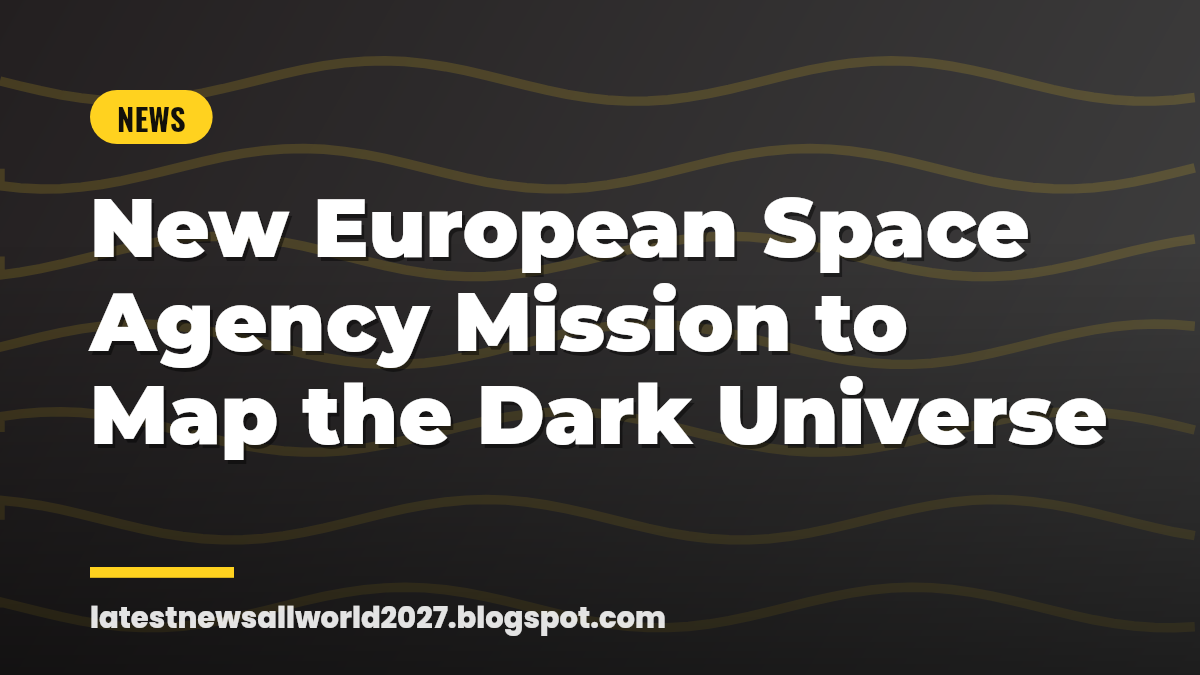 NEWS
New European Space
Agency Mission to
Map the Dark Universe
latestnewsallworld2027.blogspot.com